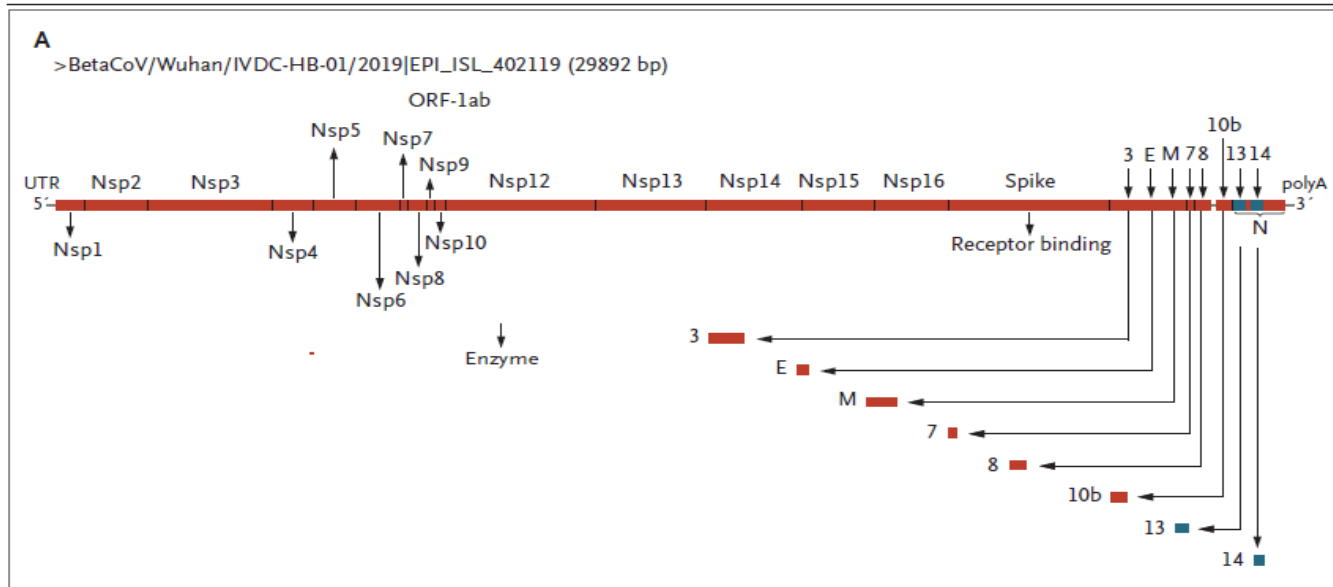 A
>BetaCoV/Wuhan/IVDC-HB-01/2019|EPI_ISL_402119 (29892 bp)
ORF-1ab
10b
Nsp5 Nsp7
Nsp9 3 E M 7 8 13 14
UTR Nsp2 Nsp3 Nsp12 Nsp13 Nsp14 Nsp15 Nsp16 Spike polyA
5´ 3´
Nsp1 Nsp4 Nsp10 Receptor binding N
Nsp8
Nsp6
3
Enzyme
E
M
7
8
10b
13
14